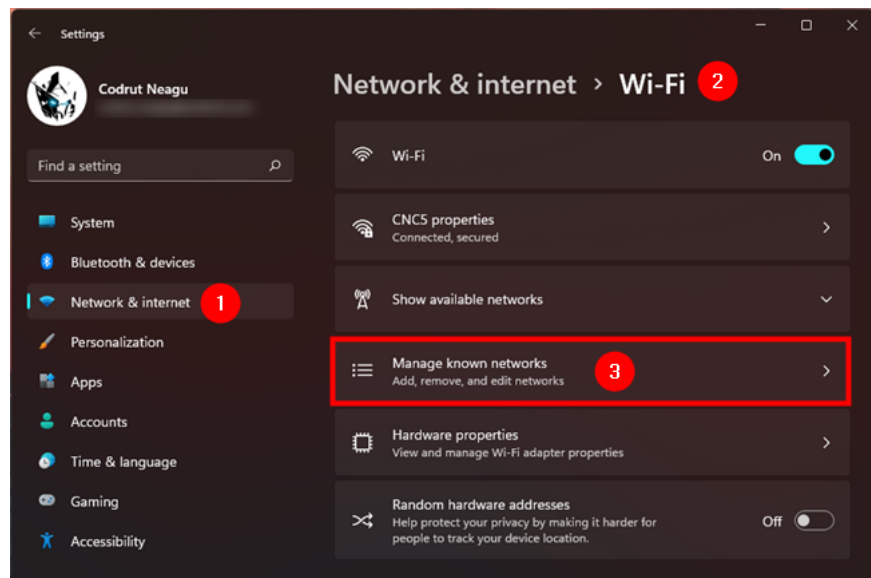 Settings
Codrut Neagu
Find a setting
System
Bluetooth & devices
Network & internet 1
Personalization
Apps
Accounts
Time & language
Gaming
Accessibility
Network & internet > Wi-Fi 2
Wi-Fi On
CNC5 properties
Connected, secured
Show available networks
Manage known networks
Add, remove, and edit networks
3
Hardware properties
View and manage Wi-Fi adapter properties
Random hardware addresses
Help protect your privacy by making it harder for
people to track your device location.
Off